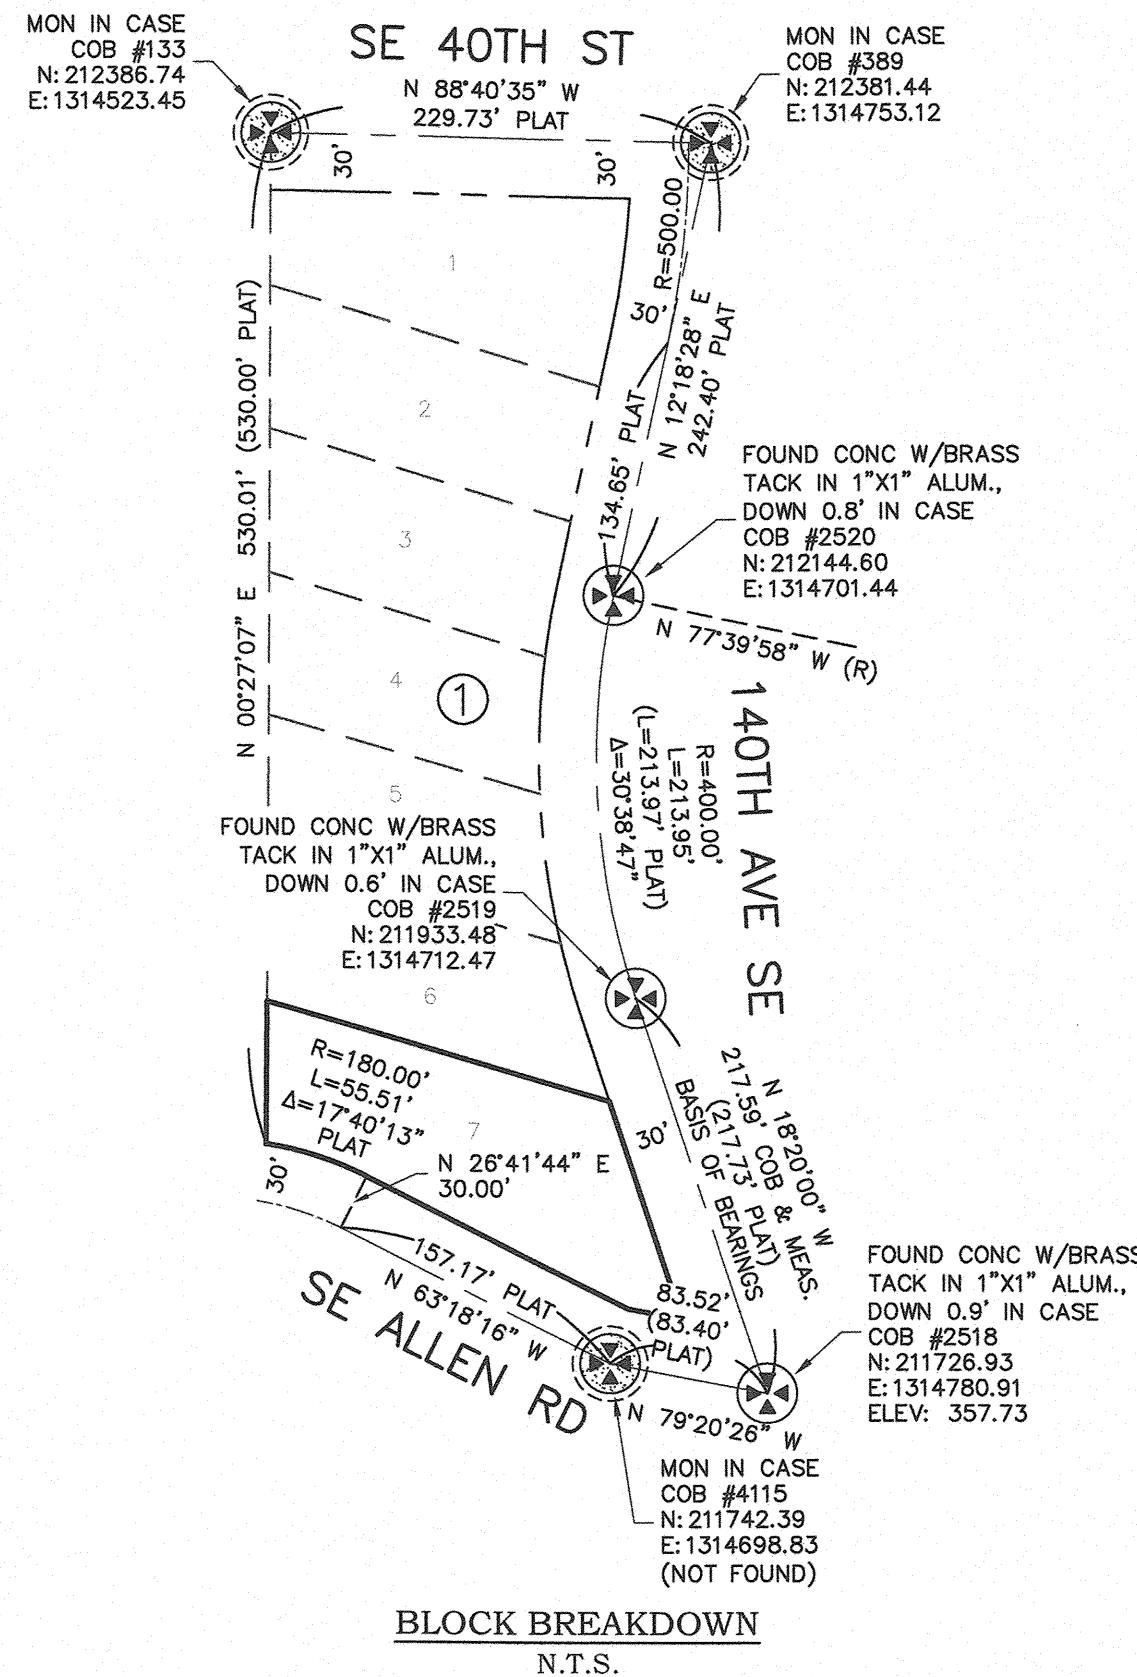 MON IN CASE
COB #133
N: 212386.74
E: 1314523.45
SE 40TH ST
N 88°40'35" W
229.73' PLAT
MON IN CASE
COB #389
N: 212381.44
E: 1314753.12
30'
30'
R=500.00
30'
N 12°18'28" E
242.40' PLAT
134.65' PLAT
1
2
3
4
5
6
7
1
N 00°27'07" E 530.01' (530.00' PLAT)
FOUND CONC W/BRASS
TACK IN 1"X1" ALUM.,
DOWN 0.8' IN CASE
COB #2520
N: 212144.60
E: 1314701.44
N 77°39'58" W (R)
140TH AVE SE
R=400.00'
L=213.95'
(L=213.97' PLAT)
Δ=30°38'47"
FOUND CONC W/BRASS
TACK IN 1"X1" ALUM.,
DOWN 0.6' IN CASE
COB #2519
N: 211933.48
E: 1314712.47
R=180.00'
L=55.51'
Δ=17°40'13"
PLAT
N 26°41'44" E
30.00'
30'
30'
N 18°20'00" W
217.59' COB & MEAS.
(217.73' PLAT)
BASIS OF BEARINGS
157.17' PLAT
N 63°18'16" W
SE ALLEN RD
83.52'
(83.40'
PLAT)
N 79°20'26" W
FOUND CONC W/BRASS
TACK IN 1"X1" ALUM.,
DOWN 0.9' IN CASE
COB #2518
N: 211726.93
E: 1314780.91
ELEV: 357.73
MON IN CASE
COB #4115
N: 211742.39
E: 1314698.83
(NOT FOUND)
BLOCK BREAKDOWN
N.T.S.